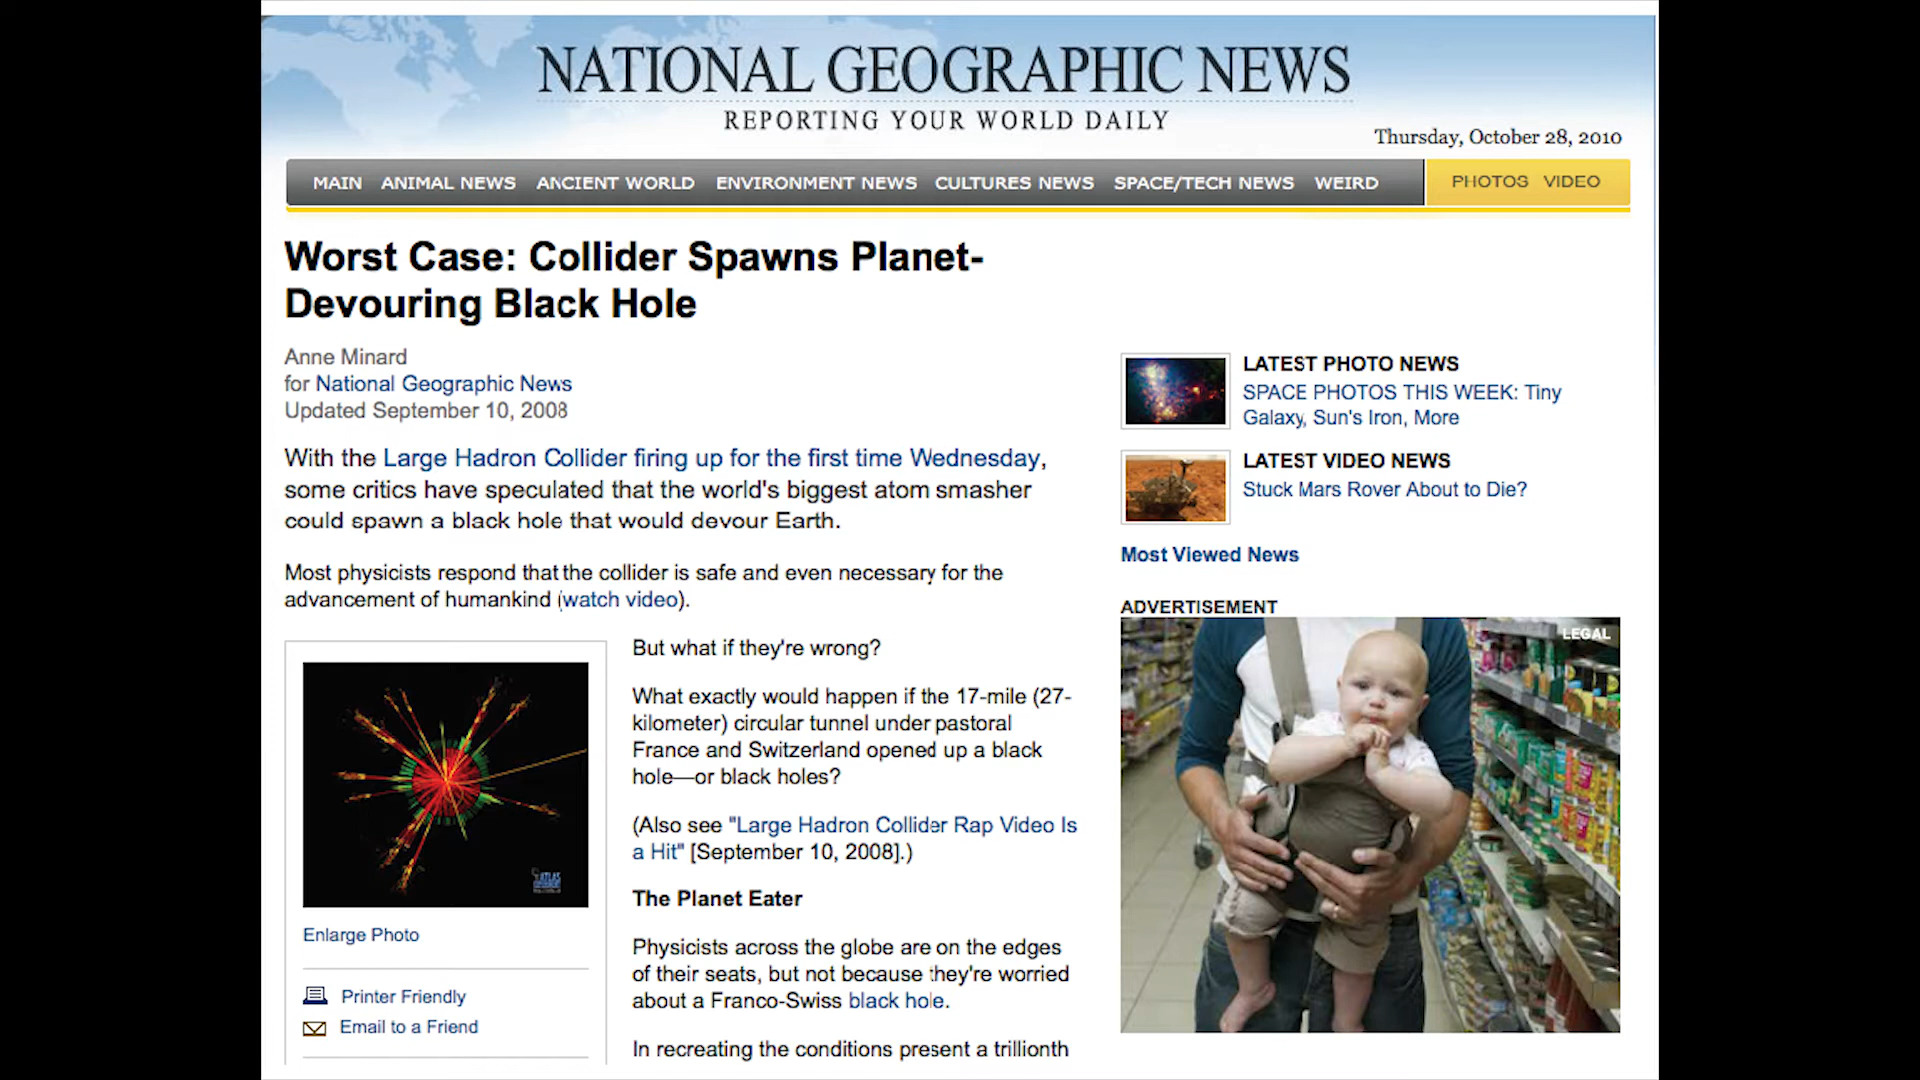 NATIONAL GEOGRAPHIC NEWS
REPORTING YOUR WORLD DAILY
Thursday, October 28, 2010
MAIN ANIMAL NEWS ANCIENT WORLD ENVIRONMENT NEWS CULTURES NEWS SPACE/TECH NEWS WEIRD PHOTOS VIDEO
Worst Case: Collider Spawns Planet-
Devouring Black Hole
Anne Minard
for National Geographic News
Updated September 10, 2008
With the Large Hadron Collider firing up for the first time Wednesday,
some critics have speculated that the world's biggest atom smasher
could spawn a black hole that would devour Earth.
Most physicists respond that the collider is safe and even necessary for the
advancement of humankind (watch video).
Enlarge Photo
Printer Friendly
Email to a Friend
But what if they're wrong?
What exactly would happen if the 17-mile (27-
kilometer) circular tunnel under pastoral
France and Switzerland opened up a black
hole—or black holes?
(Also see "Large Hadron Collider Rap Video Is
a Hit" [September 10, 2008].)
The Planet Eater
Physicists across the globe are on the edges
of their seats, but not because they're worried
about a Franco-Swiss black hole.
In recreating the conditions present a trillionth
LATEST PHOTO NEWS
SPACE PHOTOS THIS WEEK: Tiny
Galaxy, Sun's Iron, More
LATEST VIDEO NEWS
Stuck Mars Rover About to Die?
Most Viewed News
ADVERTISEMENT
LEGAL